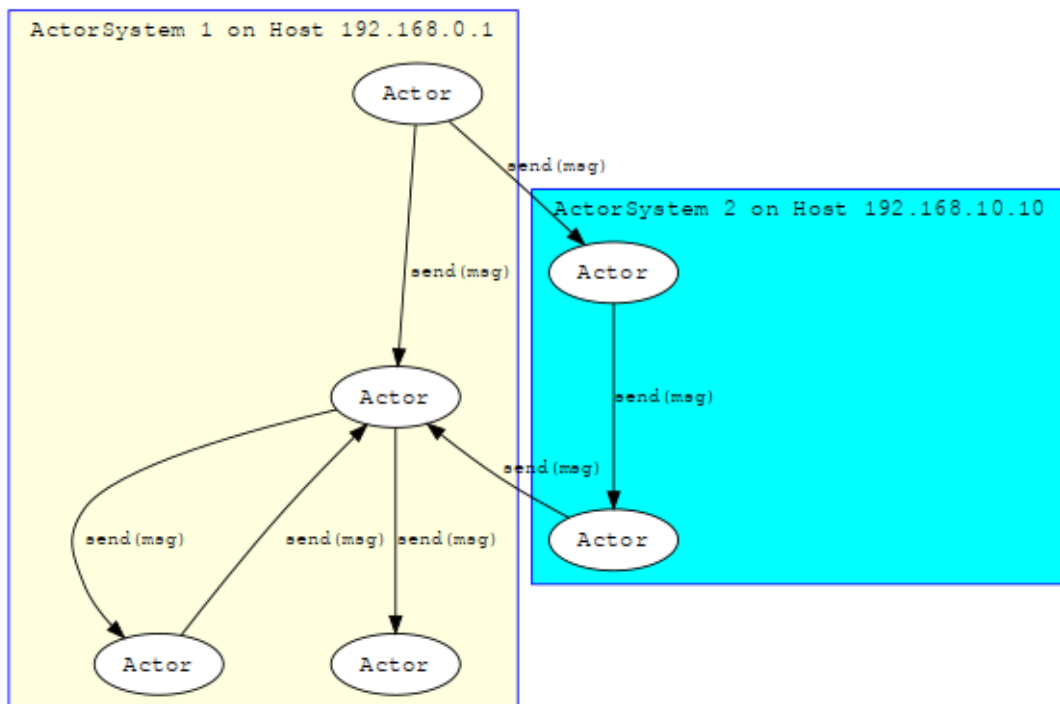 ActorSystem 1 on Host 192.168.0.1
Actor
send(msg)
ActorSystem 2 on Host 192.168.10.10
Actor
send(msg)
Actor
send(msg)
send(msg)
send(msg)
send(msg)
send(msg)
Actor
Actor
Actor